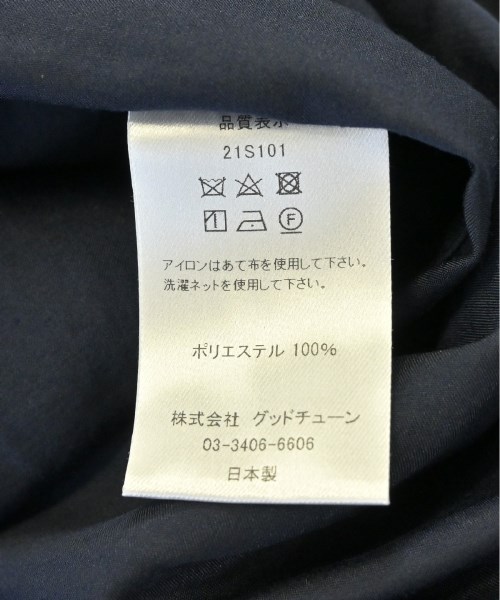 品質表示
21S101
アイロンはあて布を使用して下さい。
洗濯ネットを使用して下さい。
ポリエステル 100%
株式会社 グッドチューン
03-3406-6606
日本製